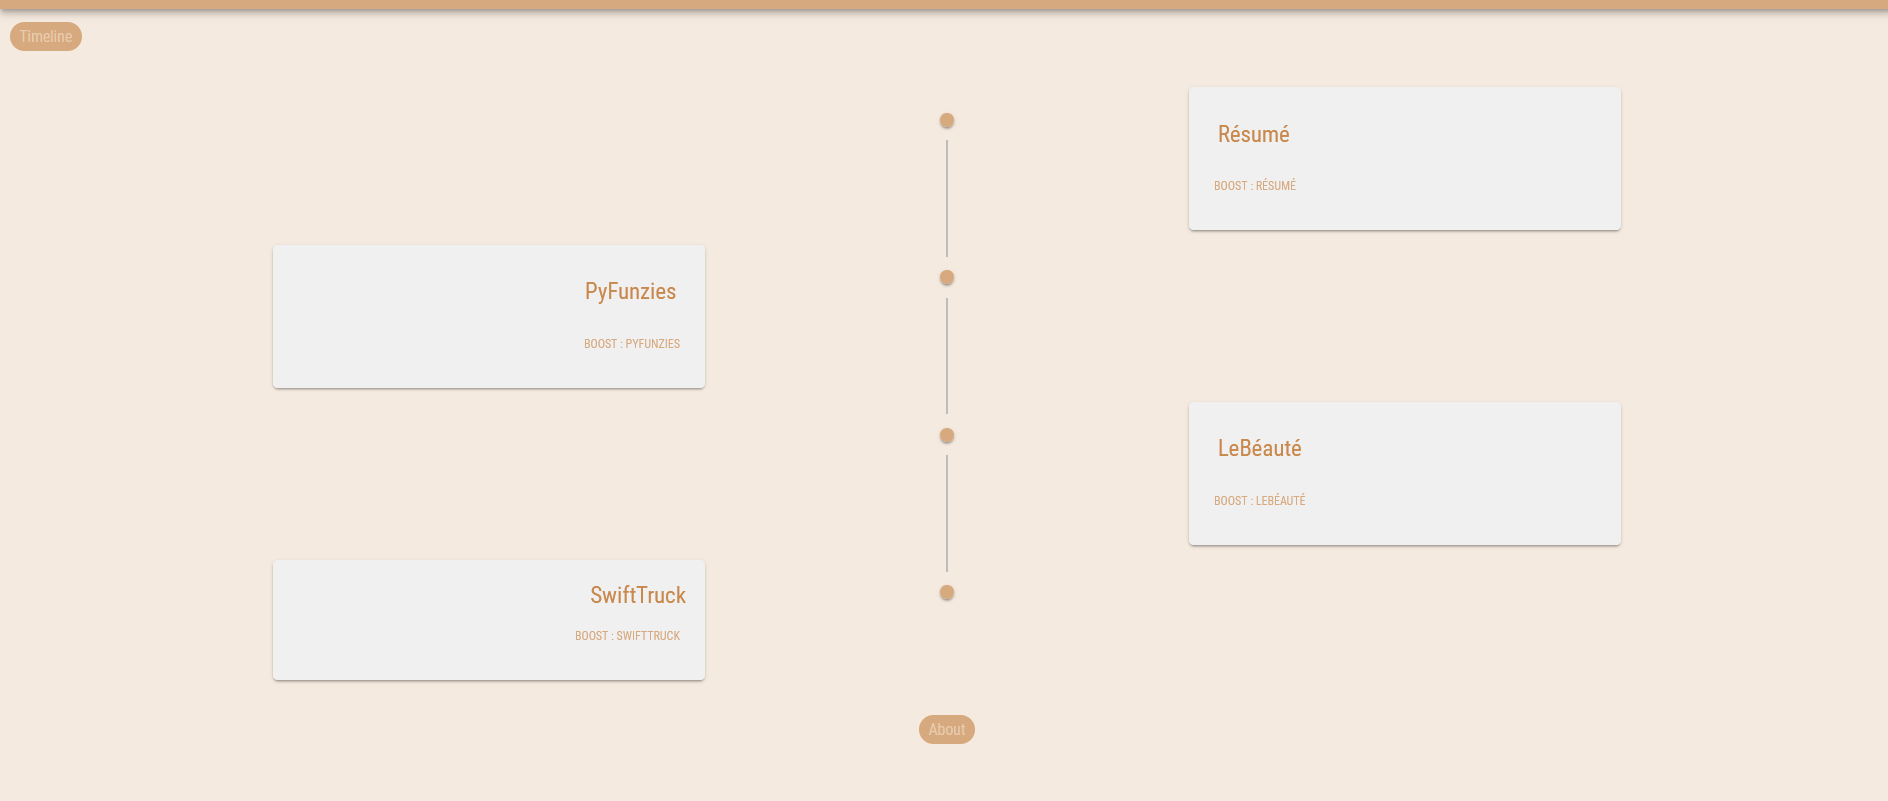 Timeline
Résumé
BOOST : RÉSUMÉ
PyFunzies
BOOST : PYFUNZIES
LeBéauté
BOOST : LEBÉAUTÉ
SwiftTruck
BOOST : SWIFTTRUCK
About